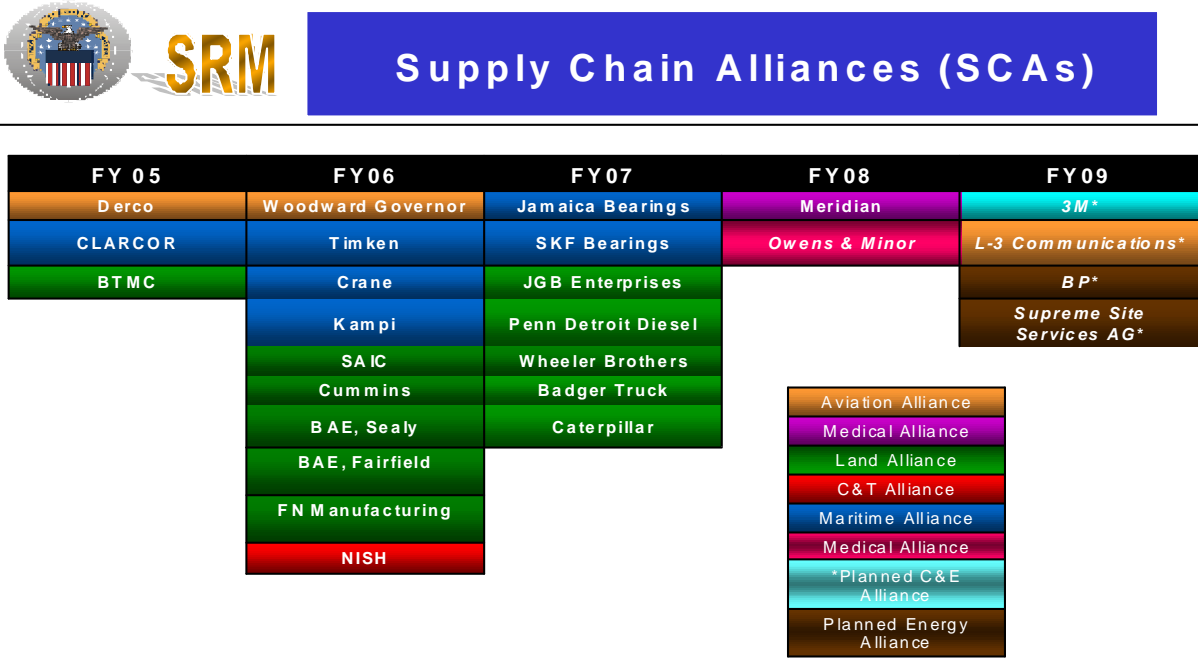 SRM
Supply Chain Alliances (SCAs)
FY 05 FY06 FY07 FY08 FY09
Derco Woodward Governor Jamaica Bearings Meridian 3M*
CLARCOR Timken SKF Bearings Owens & Minor L-3 Communications*
BTMC Crane JGB Enterprises BP*
Kampi Penn Detroit Diesel Supreme Site
Services AG*
SAIC Wheeler Brothers
Cummins Badger Truck
BAE, Sealy Caterpillar
BAE, Fairfield
FN Manufacturing
NISH
Aviation Alliance
Medical Alliance
Land Alliance
C&T Alliance
Maritime Alliance
Medical Alliance
*Planned C&E
Alliance
Planned Energy
Alliance